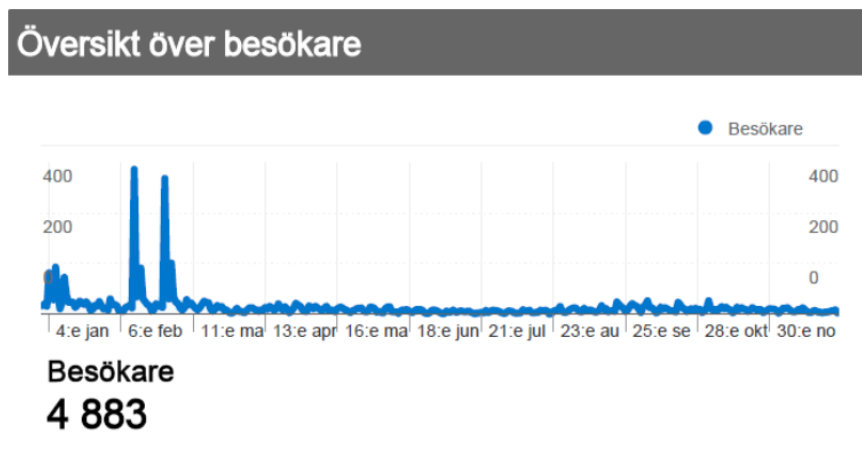 Översikt över besökare
Besökare
400 400
200 200
0 0
4:e jan 6:e feb 11:e ma 13:e apr 16:e ma 18:e jun 21:e jul 23:e au 25:e se 28:e okt 30:e no
Besökare
4 883